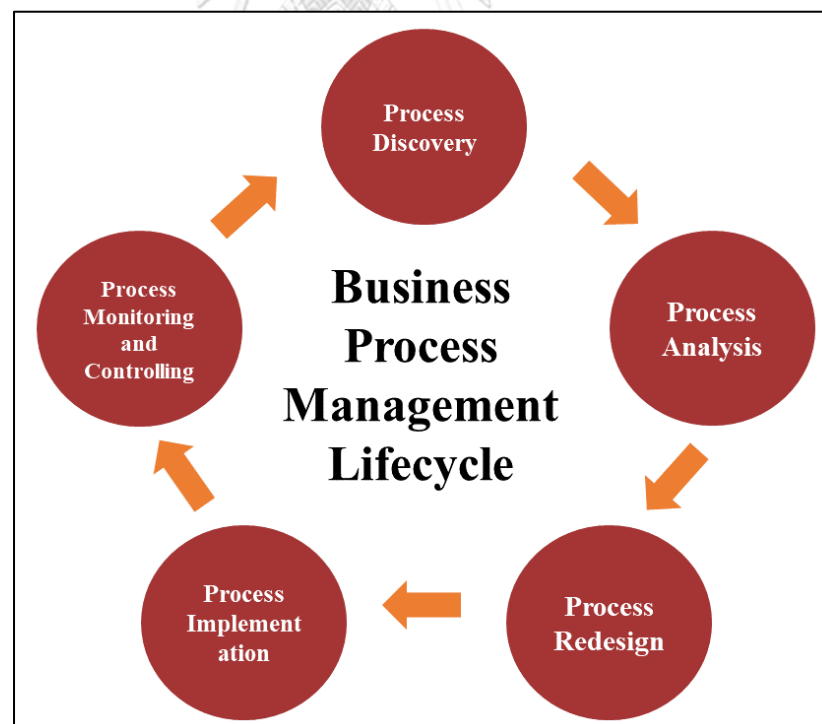 Process
Discovery
Process
Analysis
Process
Redesign
Process
Implement
ation
Process
Monitoring
and
Controlling
Business
Process
Management
Lifecycle